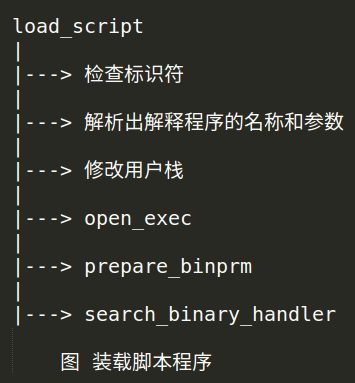 load_script
|
|---> 检查标识符
|
|---> 解析出解释程序的名称和参数
|
|---> 修改用户栈
|
|---> open_exec
|
|---> prepare_binprm
|
|---> search_binary_handler
图 装载脚本程序